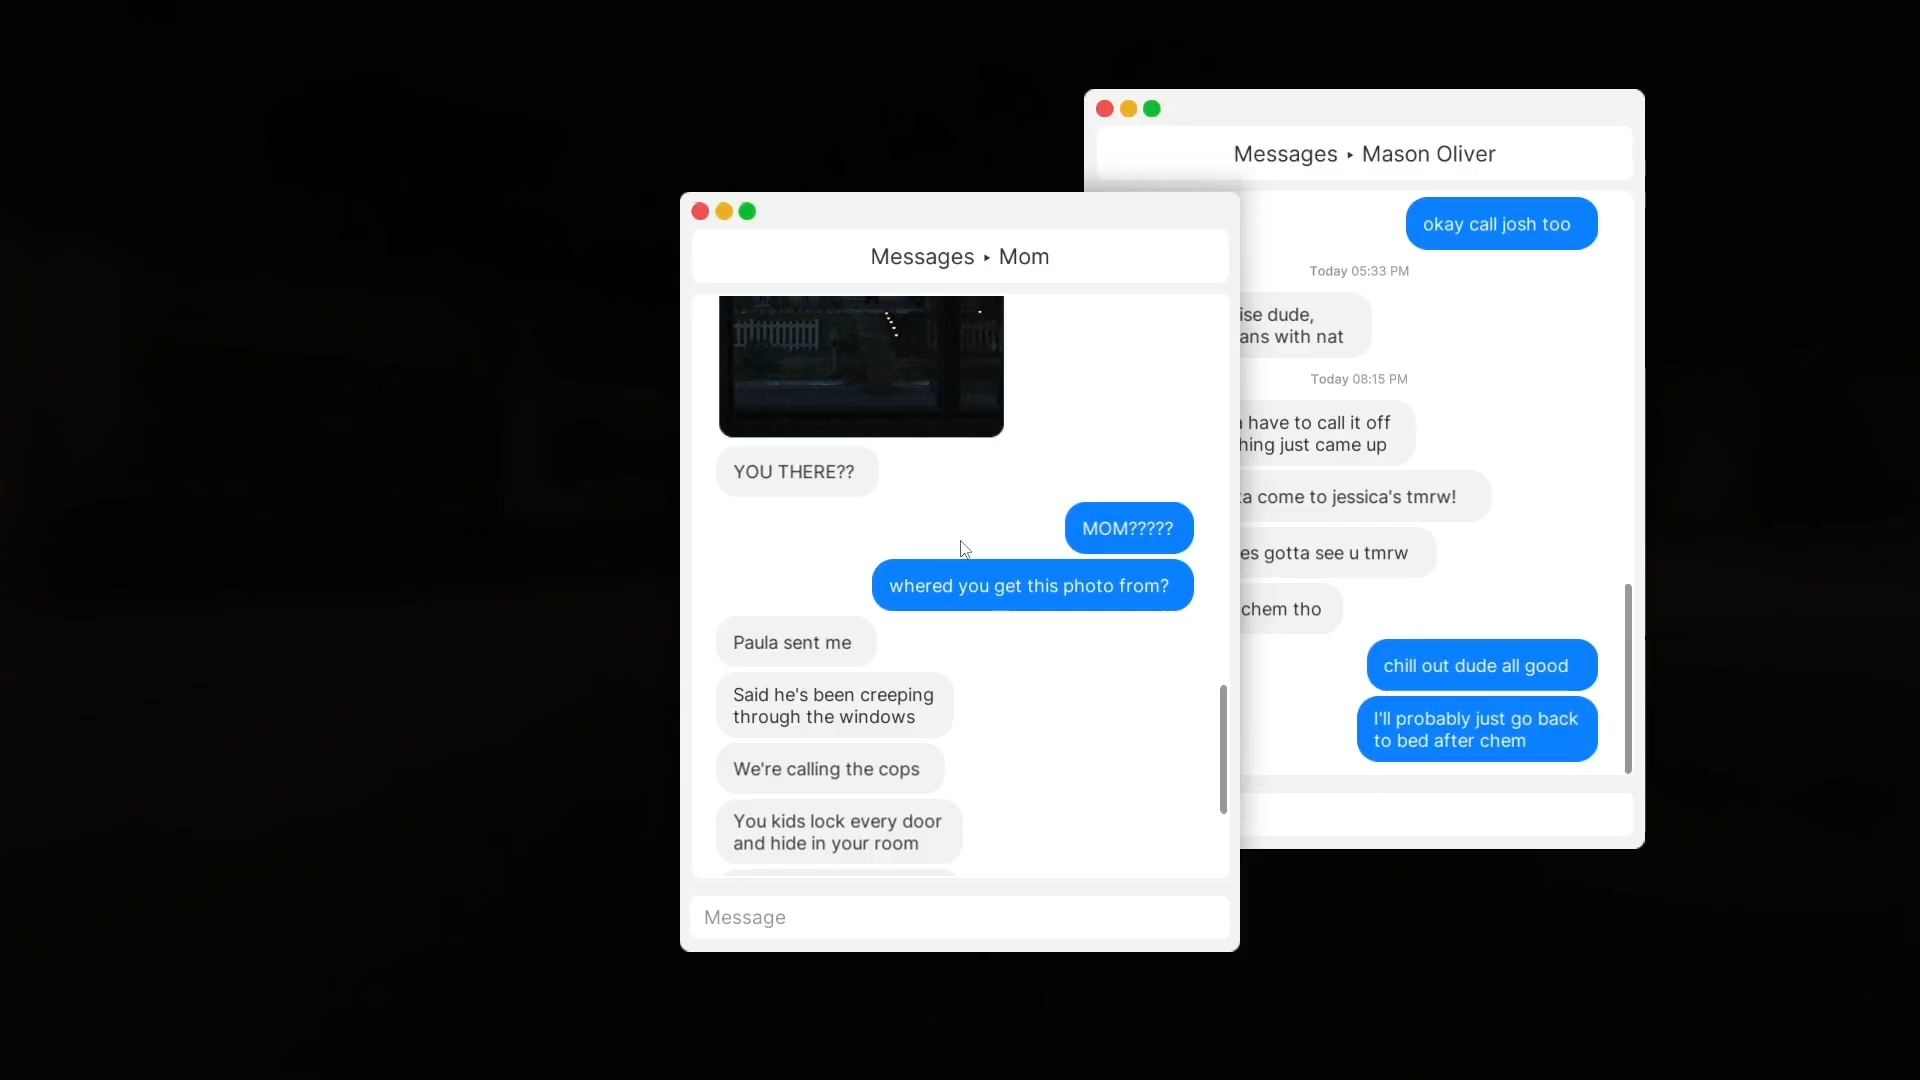 Messages ‣ Mason Oliver
okay call josh too
Today 05:33 PM
dude,
with nat
Today 08:15 PM
have to call it off
just came up
come to jessica's tmrw!
gotta see u tmrw
chem tho
chill out dude all good
I'll probably just go back
to bed after chem
Messages ‣ Mom
YOU THERE??
MOM?????
whered you get this photo from?
Paula sent me
Said he's been creeping
through the windows
We're calling the cops
You kids lock every door
and hide in your room
Message